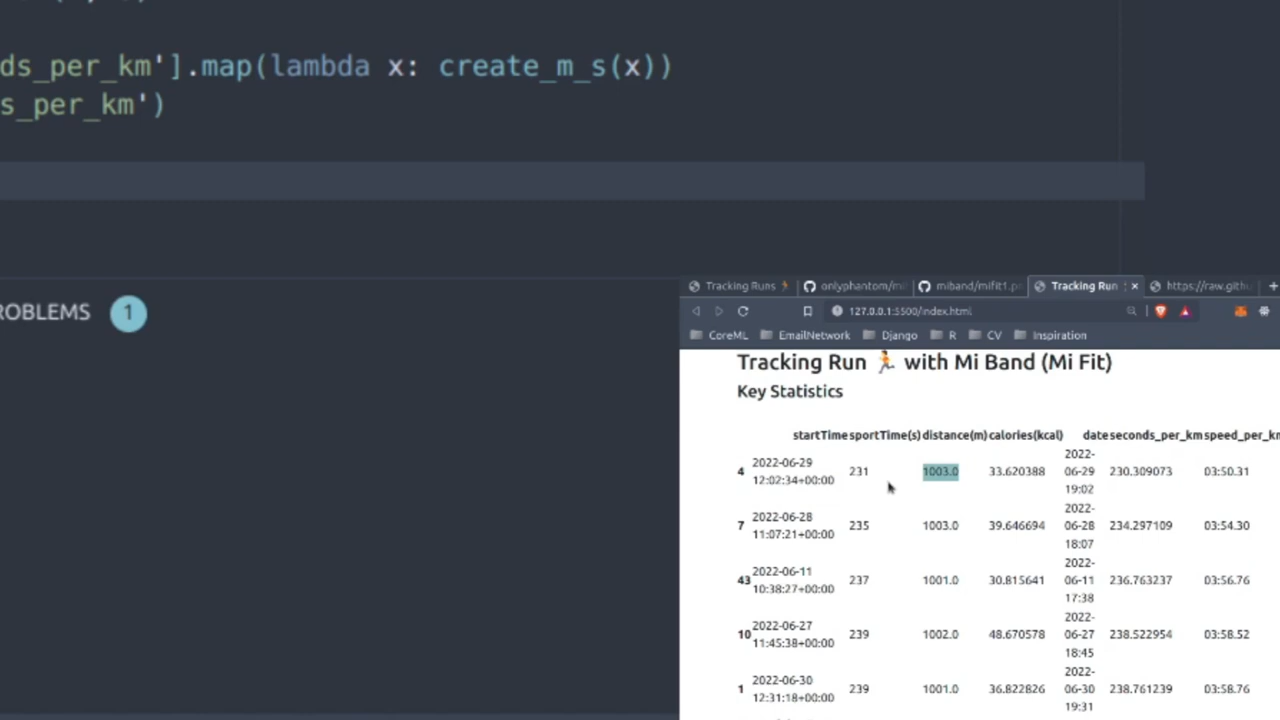 ds_per_km'].map(lambda x: create_m_s(x))
s_per_km')
ROBLEMS 1
Tracking Runs onlyphantom/mi miband/mifit1.p Tracking Run https://raw.gith
127.0.0.1:5500/index.html
CoreML EmailNetwork Django R CV Inspiration
Tracking Run 🏃 with Mi Band (Mi Fit)
Key Statistics
startTime sportTime(s) distance(m) calories(kcal) date seconds_per_km speed_per_km
4 2022-06-29 12:02:34+00:00 231 1003.0 33.620388 2022-06-29 19:02 230.309073 03:50.31
7 2022-06-28 11:07:21+00:00 235 1003.0 39.646694 2022-06-28 18:07 234.297109 03:54.30
43 2022-06-11 10:38:27+00:00 237 1001.0 30.815641 2022-06-11 17:38 236.763237 03:56.76
10 2022-06-27 11:45:38+00:00 239 1002.0 48.670578 2022-06-27 18:45 238.522954 03:58.52
1 2022-06-30 12:31:18+00:00 239 1001.0 36.822826 2022-06-30 19:31 238.761239 03:58.76